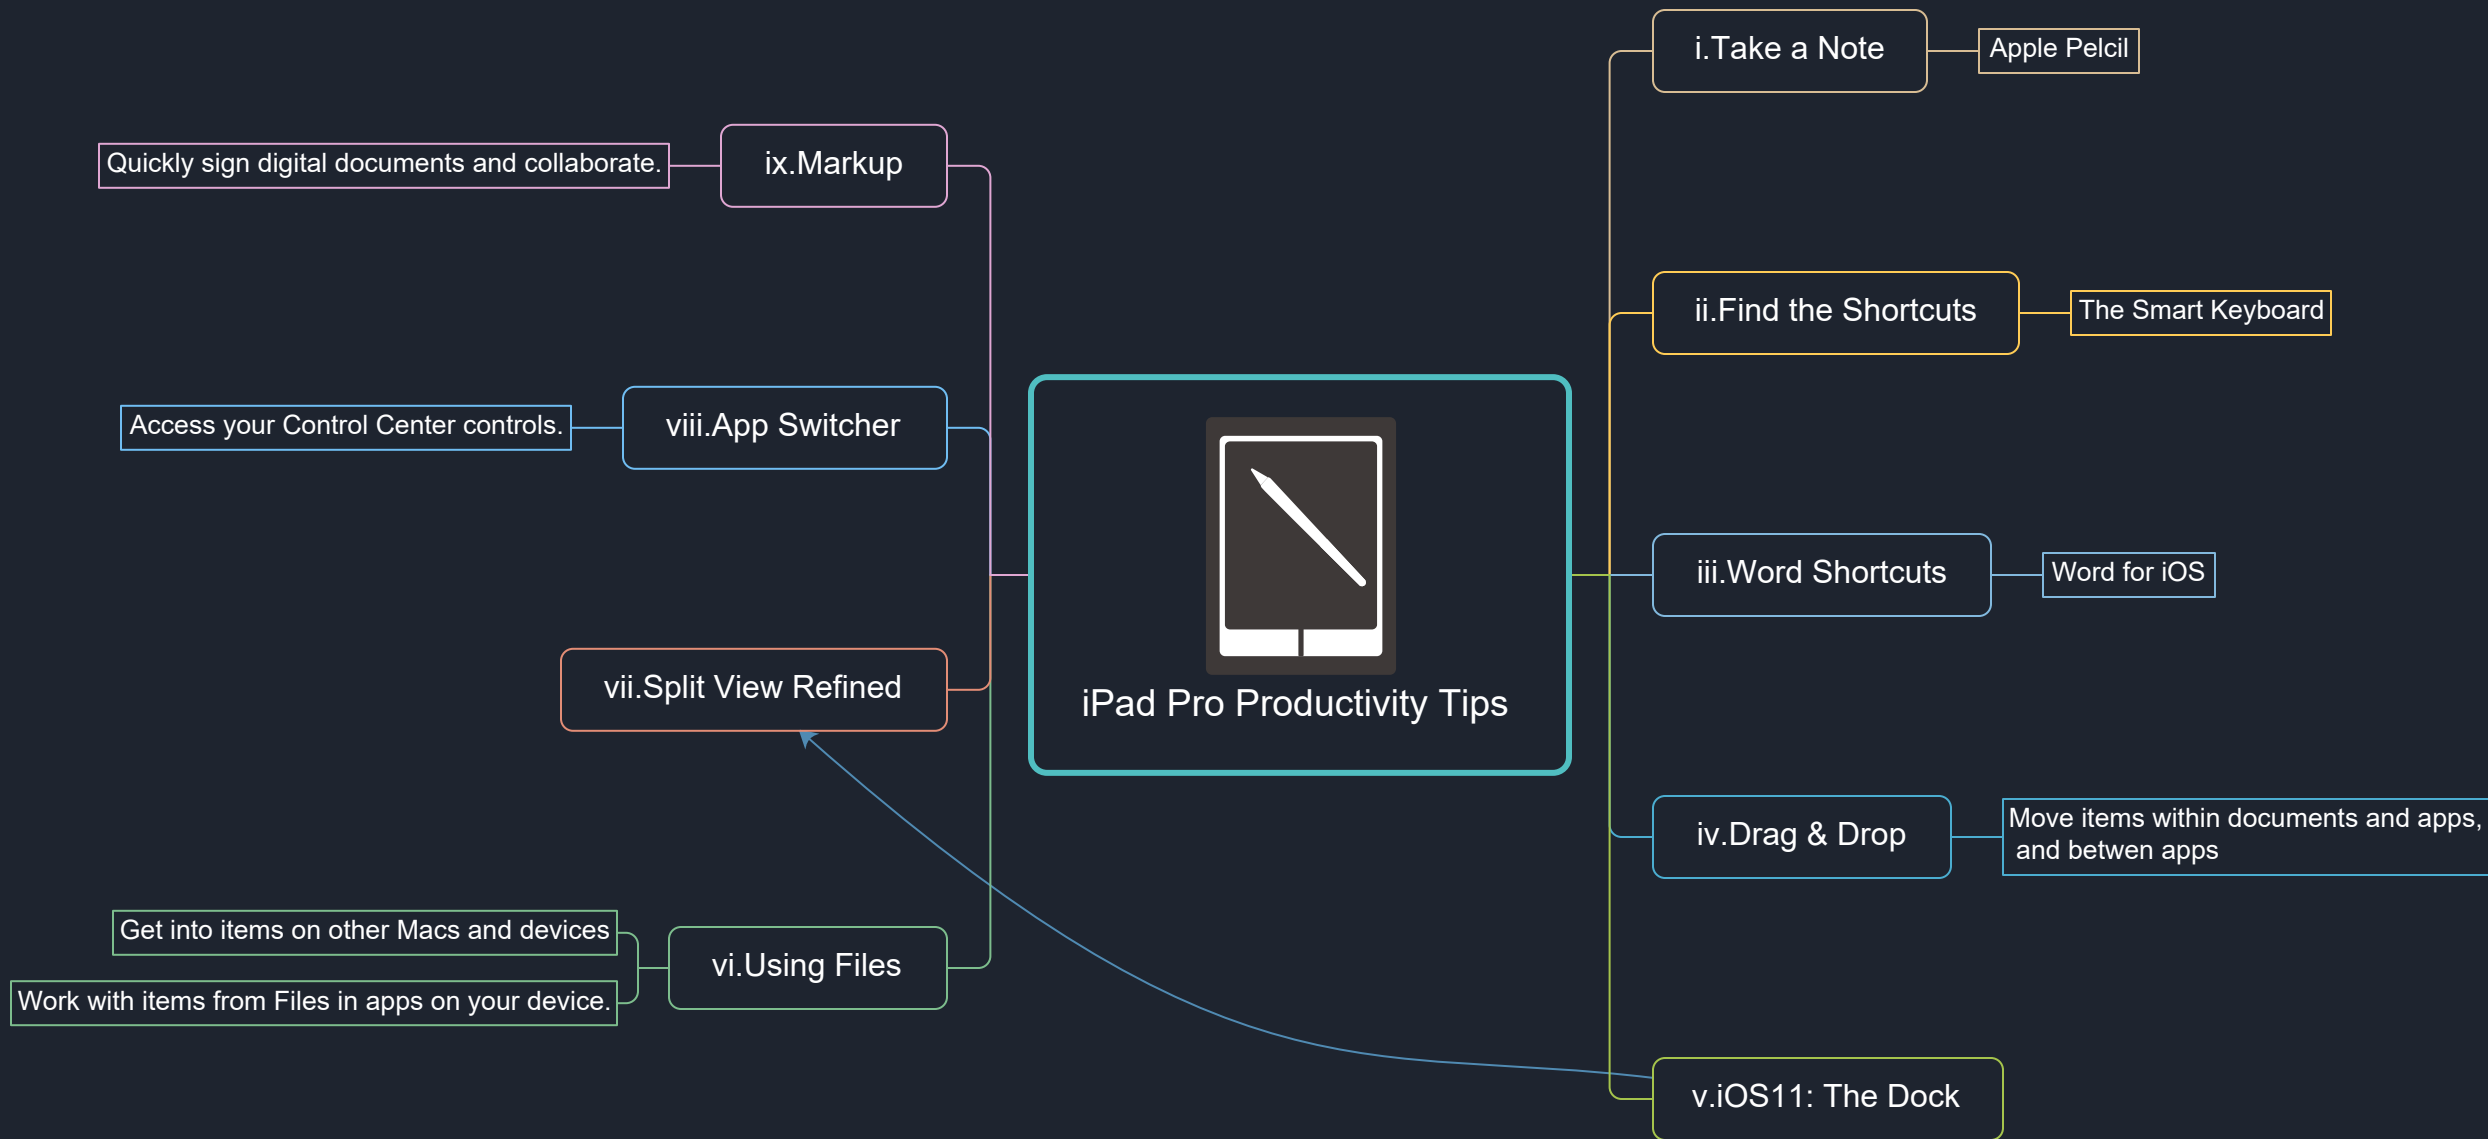 iPad Pro Productivity Tips
i.Take a Note
Apple Pelcil
ii.Find the Shortcuts
The Smart Keyboard
iii.Word Shortcuts
Word for iOS
iv.Drag & Drop
Move items within documents and apps,
and betwen apps
v.iOS11: The Dock
vi.Using Files
Get into items on other Macs and devices
Work with items from Files in apps on your device.
vii.Split View Refined
viii.App Switcher
Access your Control Center controls.
ix.Markup
Quickly sign digital documents and collaborate.